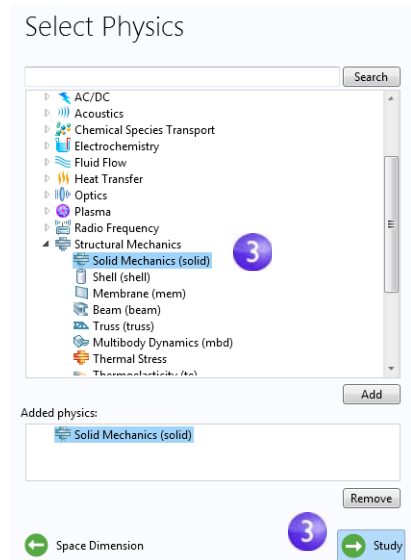 Select Physics
Search
AC/DC
Acoustics
Chemical Species Transport
Electrochemistry
Fluid Flow
Heat Transfer
Optics
Plasma
Radio Frequency
Structural Mechanics
Solid Mechanics (solid)
3
Shell (shell)
Membrane (mem)
Beam (beam)
Truss (truss)
Multibody Dynamics (mbd)
Thermal Stress
Thermoelasticity (te)
Add
Added physics:
Solid Mechanics (solid)
Remove
3
Space Dimension
Study